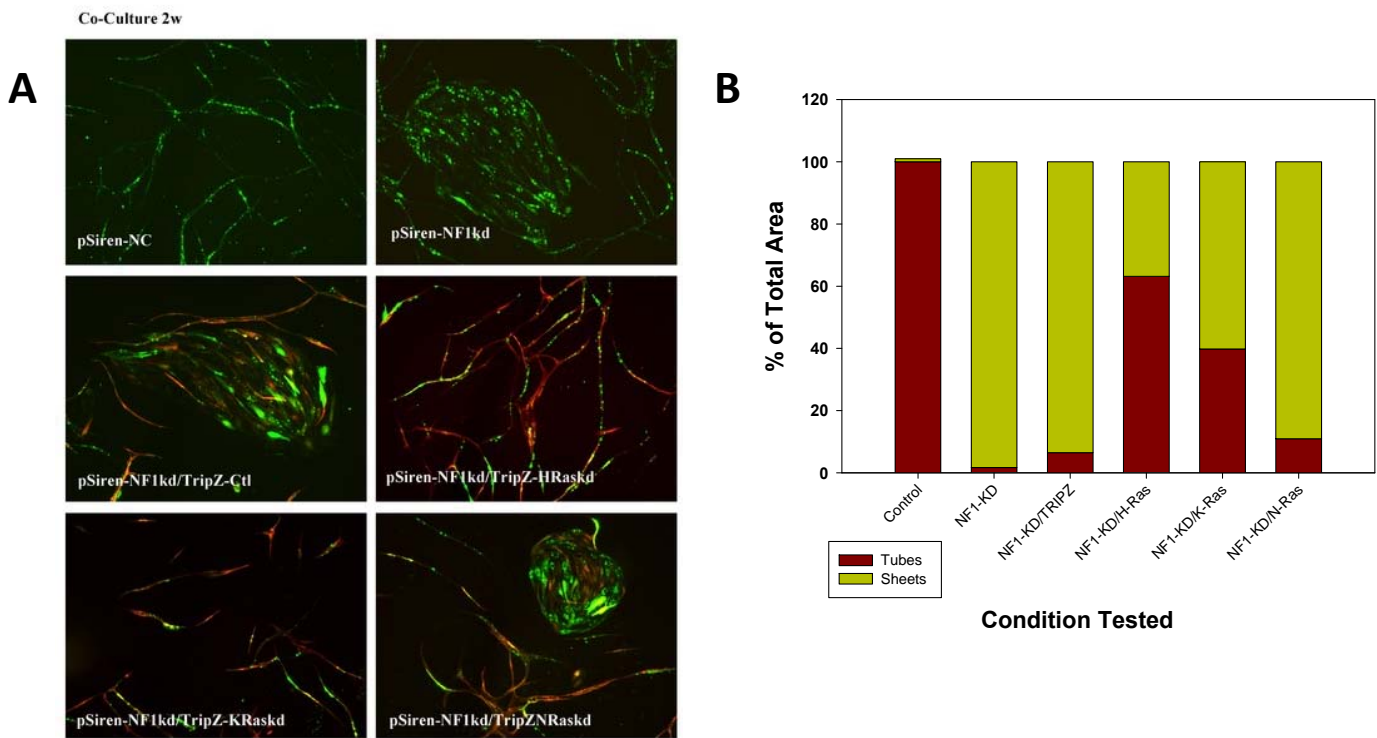 Co-Culture 2w
A
pSiren-NC
pSiren-NF1kd
pSiren-NF1kd/TripZ-Ctl
pSiren-NF1kd/TripZ-HRaskd
pSiren-NF1kd/TripZ-KRaskd
pSiren-NF1kd/TripZNRaskd
B
% of Total Area
120
100
80
60
40
20
0
Control
NF1-KD
NF1-KD/TRIPZ
NF1-KD/H-Ras
NF1-KD/K-Ras
NF1-KD/N-Ras
Tubes
Sheets
Condition Tested